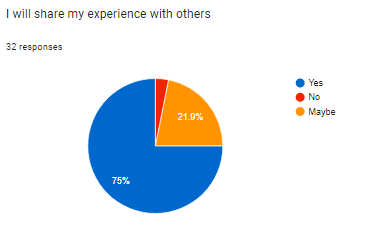 I will share my experience with others
32 responses
Yes
No
Maybe
21.9%
75%